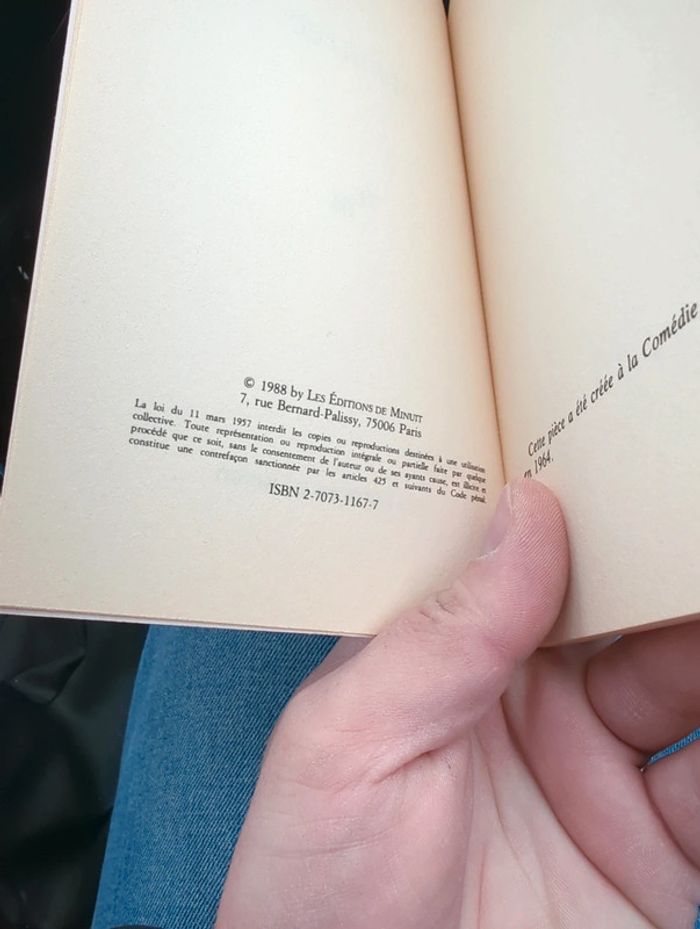 © 1988 by LES ÉDITIONS DE MINUIT
7, rue Bernard-Palissy, 75006 Paris
La loi du 11 mars 1957 interdit les copies ou reproductions destinées à une utilisation
collective. Toute représentation ou reproduction intégrale ou partielle faite par quelque
procédé que ce soit, sans le consentement de l'auteur ou de ses ayants cause, est illicite et
constitue une contrefaçon sanctionnée par les articles 425 et suivants du Code pénal.
ISBN 2-7073-1167-7
Cette pièce a été créée à la Comédie
en 1964.